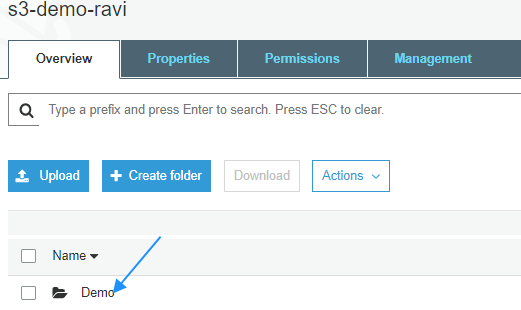 s3-demo-ravi
Overview Properties Permissions Management
Type a prefix and press Enter to search. Press ESC to clear.
Upload Create folder Download Actions
Name
Demo